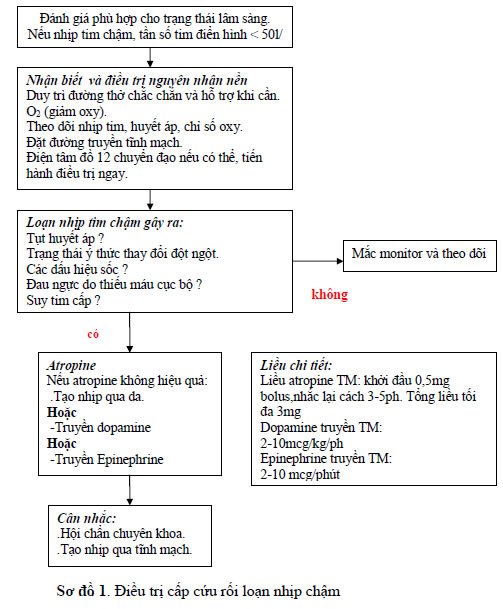 Đánh giá phù hợp cho trạng thái lâm sàng.
Nếu nhịp tim chậm, tần số tim điển hình < 50l/
Nhận biết và điều trị nguyên nhân nền
Duy trì đường thở chắc chắn và hỗ trợ khi cần.
O₂ (giảm oxy).
Theo dõi nhịp tim, huyết áp, chỉ số oxy.
Đặt đường truyền tĩnh mạch.
Điện tâm đồ 12 chuyển đạo nếu có thể, tiến
hành điều trị ngay.
Loạn nhịp tim chậm gây ra:
Tụt huyết áp ?
Trạng thái ý thức thay đổi đột ngột.
Các dấu hiệu sốc ?
Đau ngực do thiếu máu cục bộ ?
Suy tim cấp ?
Mắc monitor và theo dõi
không
có
Atropine
Nếu atropine không hiệu quả:
.Tạo nhịp qua da.
Hoặc
-Truyền dopamine
Hoặc
-Truyền Epinephrine
Liều chi tiết:
Liều atropine TM: khởi đầu 0,5mg
bolus,nhắc lại cách 3-5ph. Tổng liều tối
đa 3mg
Dopamine truyền TM:
2-10mcg/kg/ph
Epinephrine truyền TM:
2-10 mcg/phút
Cân nhắc:
.Hội chẩn chuyên khoa.
.Tạo nhịp qua tĩnh mạch.
Sơ đồ 1. Điều trị cấp cứu rối loạn nhịp chậm